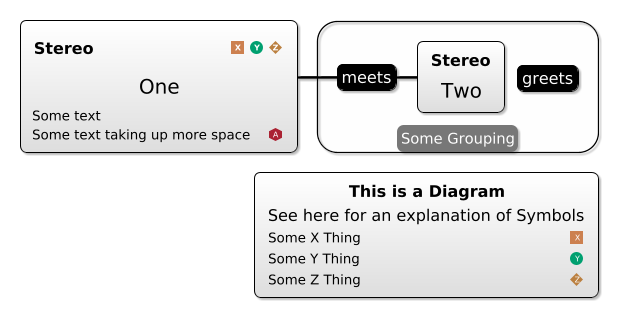 Stereo X Y Z
One
Some text
Some text taking up more space A
meets
Stereo
Two
greets
Some Grouping
This is a Diagram
See here for an explanation of Symbols
Some X Thing X
Some Y Thing Y
Some Z Thing Z